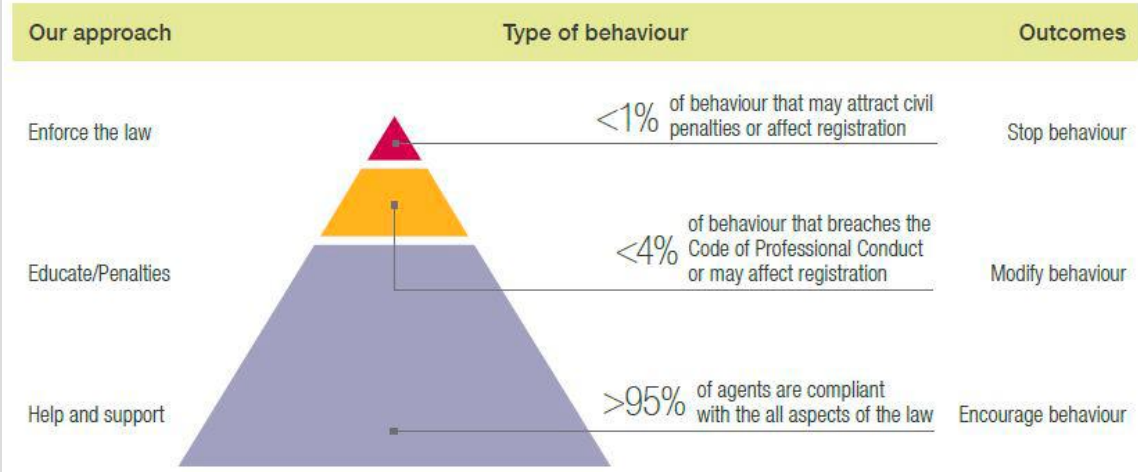 Our approach Type of behaviour Outcomes
Enforce the law
<1%
of behaviour that may attract civil
penalties or affect registration
Stop behaviour
Educate/Penalties
<4%
of behaviour that breaches the
Code of Professional Conduct
or may affect registration
Modify behaviour
Help and support
>95%
of agents are compliant
with the all aspects of the law
Encourage behaviour